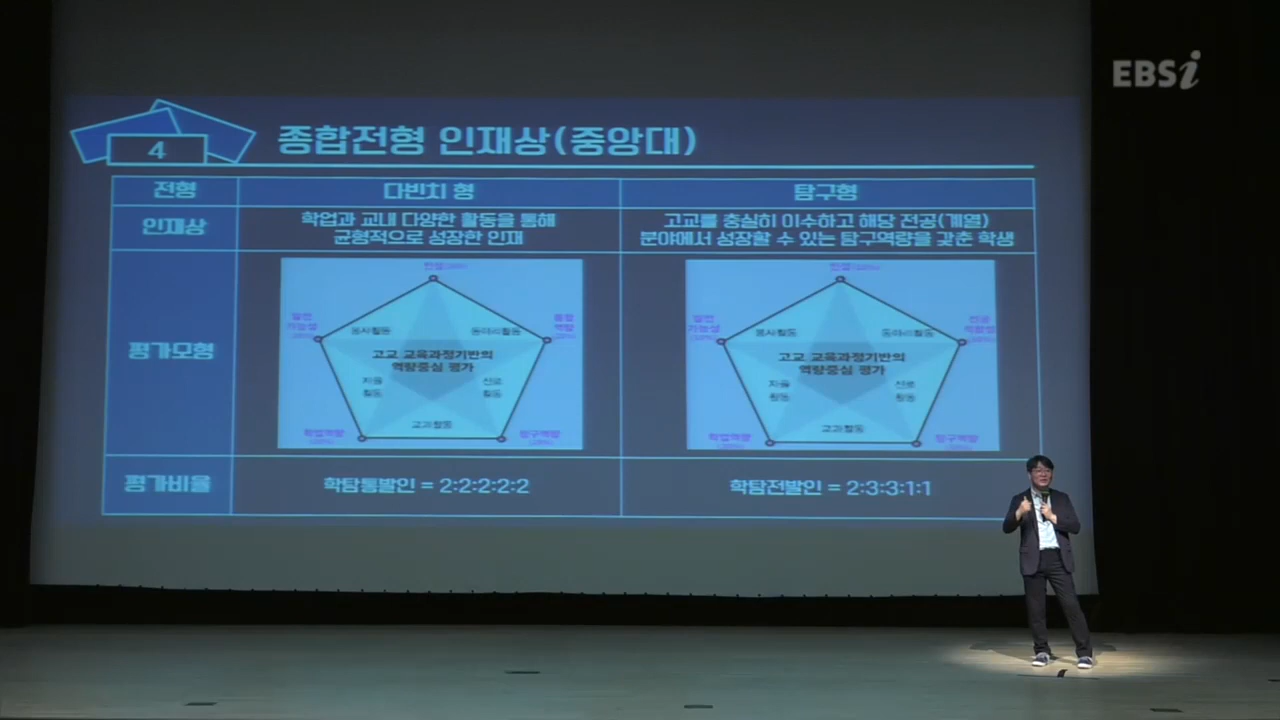 EBSi
4
종합전형 인재상(중앙대)
전형
다빈치 형
탐구형
인재상
학업과 교내 다양한 활동을 통해
균형적으로 성장한 인재
고교를 충실히 이수하고 해당 전공(계열)
분야에서 성장할 수 있는 탐구역량을 갖춘 학생
평가모형
발전
가능성
통합
역량
봉사활동
동아리활동
고교 교육과정기반의
역량중심 평가
자율
활동
진로
활동
교과활동
학업역량
탐구역량
발전
가능성
전공
적합성
봉사활동
동아리활동
고교 교육과정기반의
역량중심 평가
자율
활동
진로
활동
교과활동
학업역량
탐구역량
평가비율
학탐통발인 = 2:2:2:2:2
학탐전발인 = 2:3:3:1:1